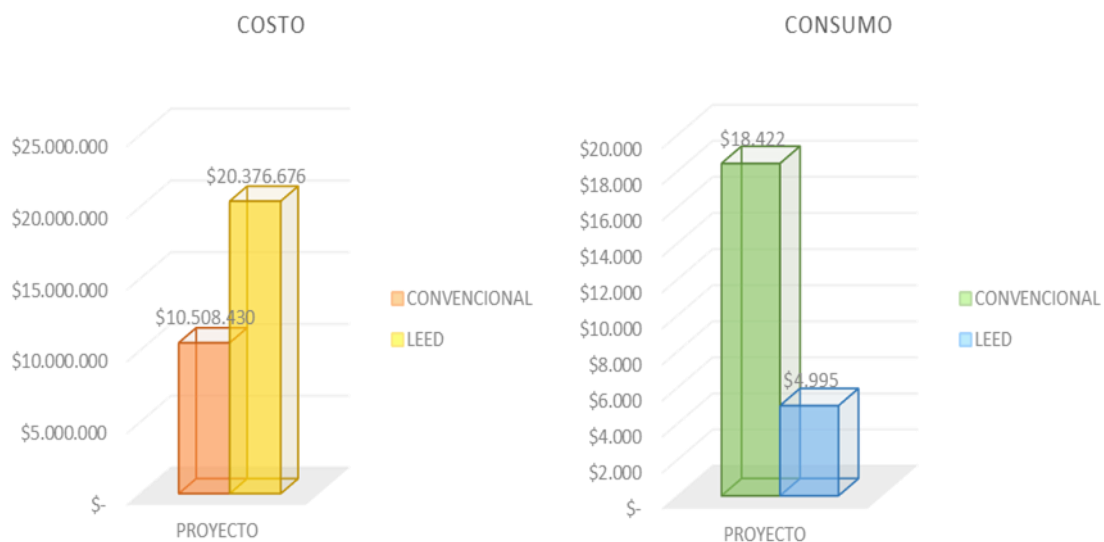 COSTO
$25.000.000
$20.000.000
$15.000.000
$10.000.000
$5.000.000
$-
$10.508.430
$20.376.676
PROYECTO
CONVENCIONAL
LEED
CONSUMO
$20.000
$18.000
$16.000
$14.000
$12.000
$10.000
$8.000
$6.000
$4.000
$2.000
$-
$18.422
$4.995
PROYECTO
CONVENCIONAL
LEED